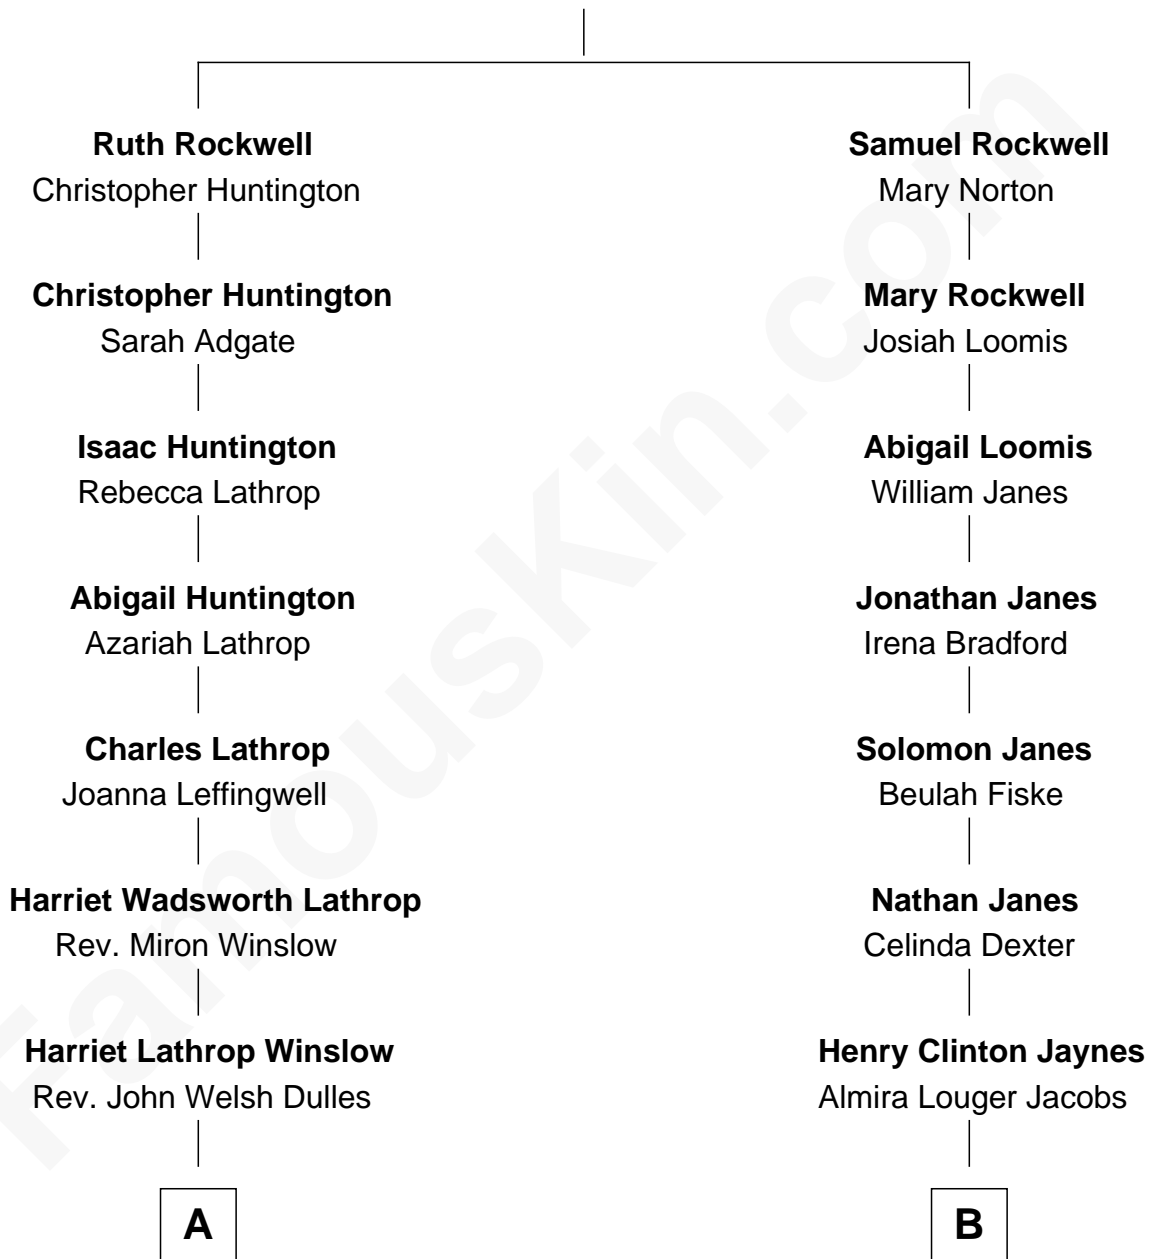 Ruth Rockwell
Christopher Huntington
Christopher Huntington
Sarah Adgate
Isaac Huntington
Rebecca Lathrop
Abigail Huntington
Azariah Lathrop
Charles Lathrop
Joanna Leffingwell
Harriet Wadsworth Lathrop
Rev. Miron Winslow
Harriet Lathrop Winslow
Rev. John Welsh Dulles
A
Samuel Rockwell
Mary Norton
Mary Rockwell
Josiah Loomis
Abigail Loomis
William Janes
Jonathan Janes
Irena Bradford
Solomon Janes
Beulah Fiske
Nathan Janes
Celinda Dexter
Henry Clinton Jaynes
Almira Louger Jacobs
B
FamousKin.com